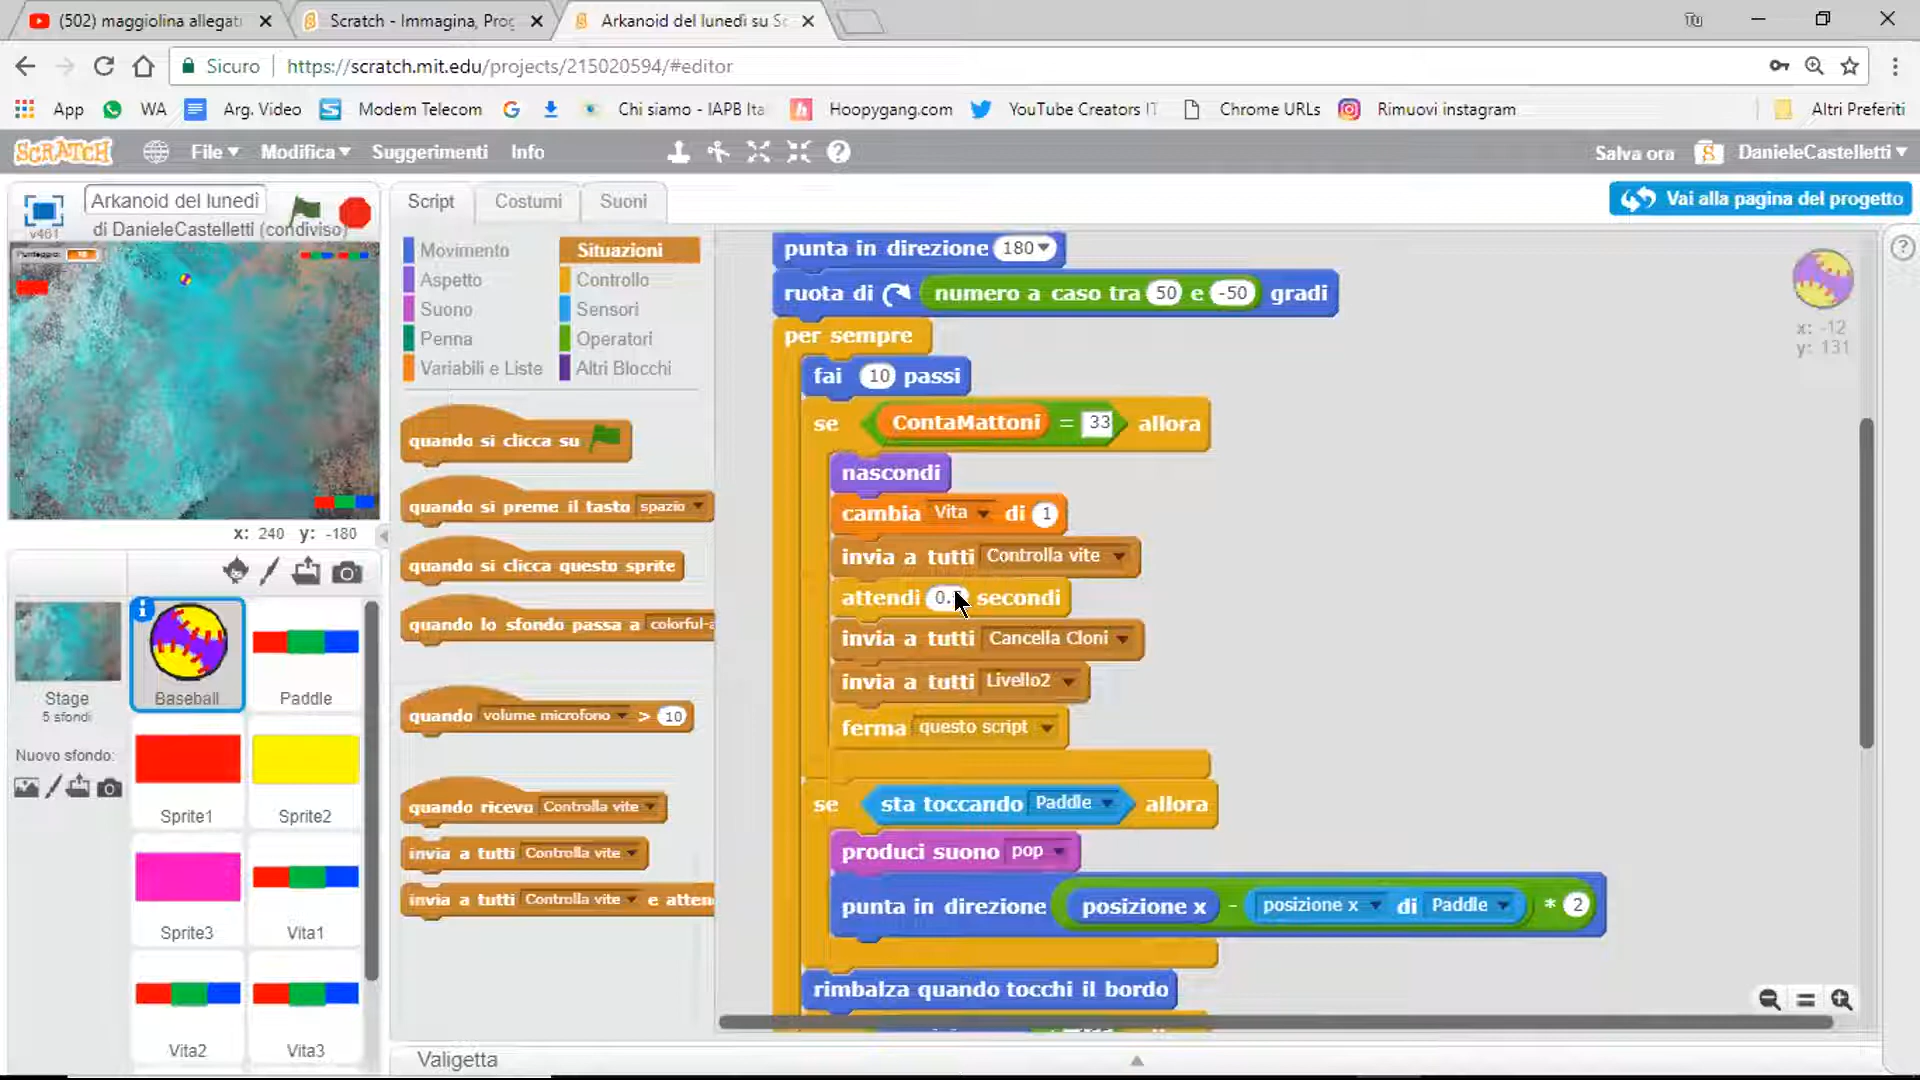 (502) maggiolina allegati
Scratch - Immagina, Prog
Arkanoid del lunedì su Sc
Tu
Sicuro
https://scratch.mit.edu/projects/215020594/#editor
App
WA
Arg. Video
Modem Telecom
Chi siamo - IAPB Ita
Hoopygang.com
YouTube Creators IT
Chrome URLs
Rimuovi instagram
Altri Preferiti
SCRATCH
File
Modifica
Suggerimenti
Info
Salva ora
DanieleCastelletti
v461
Arkanoid del lunedì
di DanieleCastelletti (condiviso)
Script
Costumi
Suoni
Vai alla pagina del progetto
Punteggio
x: 240 y: -180
Movimento
Situazioni
Aspetto
Controllo
Suono
Sensori
Penna
Operatori
Variabili e Liste
Altri Blocchi
quando si clicca su
quando si preme il tasto spazio
quando si clicca questo sprite
quando lo sfondo passa a colorful-a
quando volume microfono > 10
quando ricevo Controlla vite
invia a tutti Controlla vite
invia a tutti Controlla vite e atten
punta in direzione 180
ruota di numero a caso tra 50 e -50 gradi
per sempre
fai 10 passi
se ContaMattoni = 33 allora
nascondi
cambia Vita di 1
invia a tutti Controlla vite
attendi 0. secondi
invia a tutti Cancella Cloni
invia a tutti Livello2
ferma questo script
se sta toccando Paddle allora
produci suono pop
punta in direzione posizione x - posizione x di Paddle * 2
rimbalza quando tocchi il bordo
x: -12
y: 131
Stage
5 sfondi
Nuovo sfondo:
Baseball
Paddle
Sprite1
Sprite2
Sprite3
Vita1
Vita2
Vita3
Valigetta